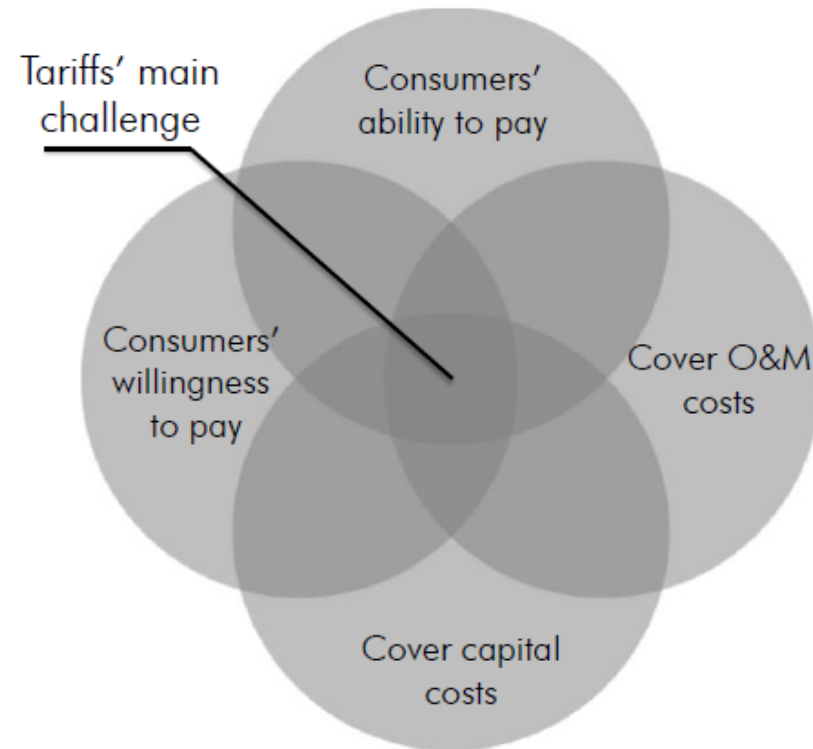 Tariffs' main
challenge
Consumers'
ability to pay
Consumers'
willingness
to pay
Cover O&M
costs
Cover capital
costs